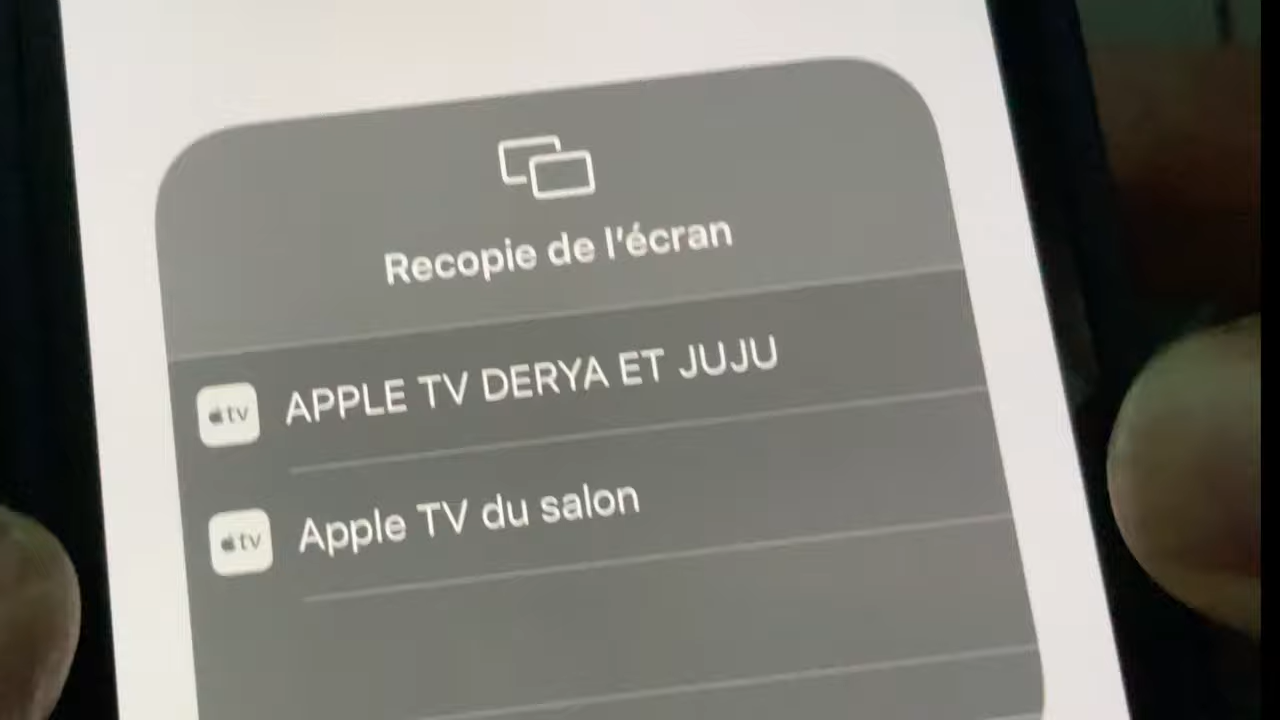 Recopie de l'écran
tv APPLE TV DERYA ET JUJU
tv Apple TV du salon